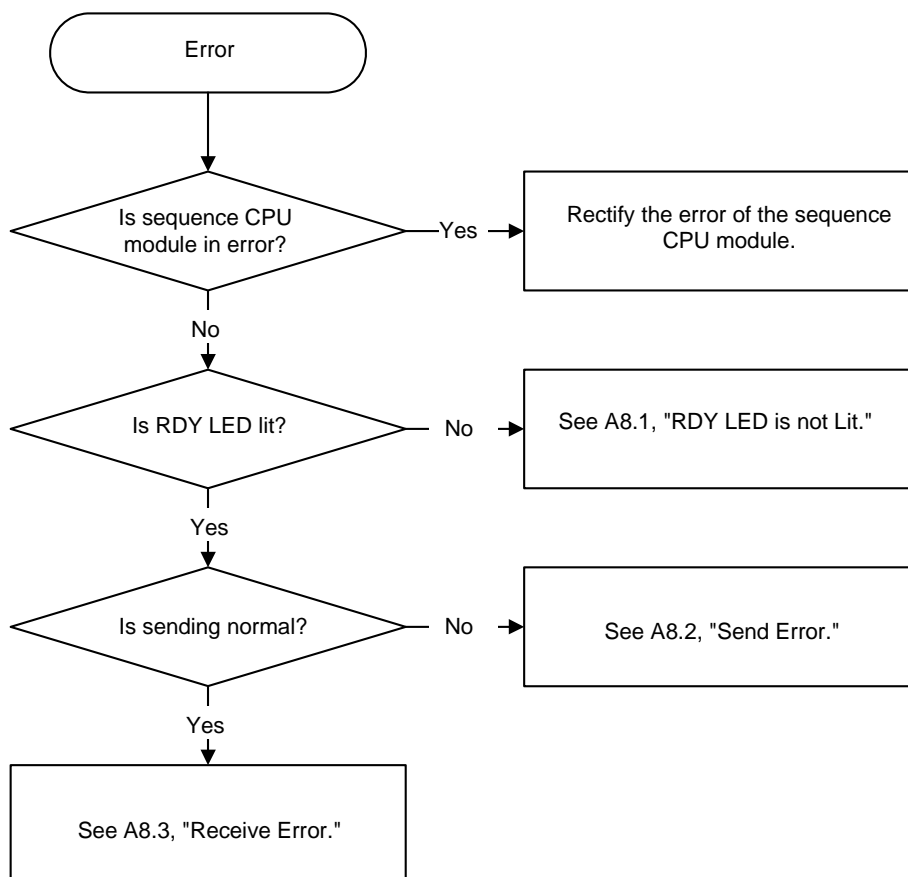 Error
Is sequence CPU
module in error?
Yes
Rectify the error of the sequence
CPU module.
No
Is RDY LED lit?
No
See A8.1, "RDY LED is not Lit."
Yes
Is sending normal?
No
See A8.2, "Send Error."
Yes
See A8.3, "Receive Error."